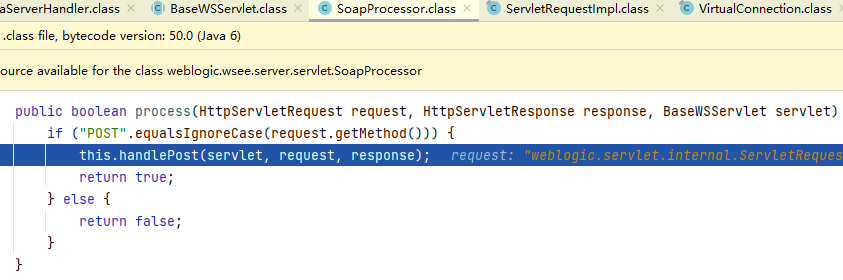 aServerHandler.class × BaseWSServlet.class × SoapProcessor.class × ServletRequestImpl.class × VirtualConnection.class
.class file, bytecode version: 50.0 (Java 6)
ource available for the class weblogic.wsee.server.servlet.SoapProcessor
public boolean process(HttpServletRequest request, HttpServletResponse response, BaseWSServlet servlet)
if ("POST".equalsIgnoreCase(request.getMethod())) {
this.handlePost(servlet, request, response); request: "weblogic.servlet.internal.ServletReques
return true;
} else {
return false;
}
}